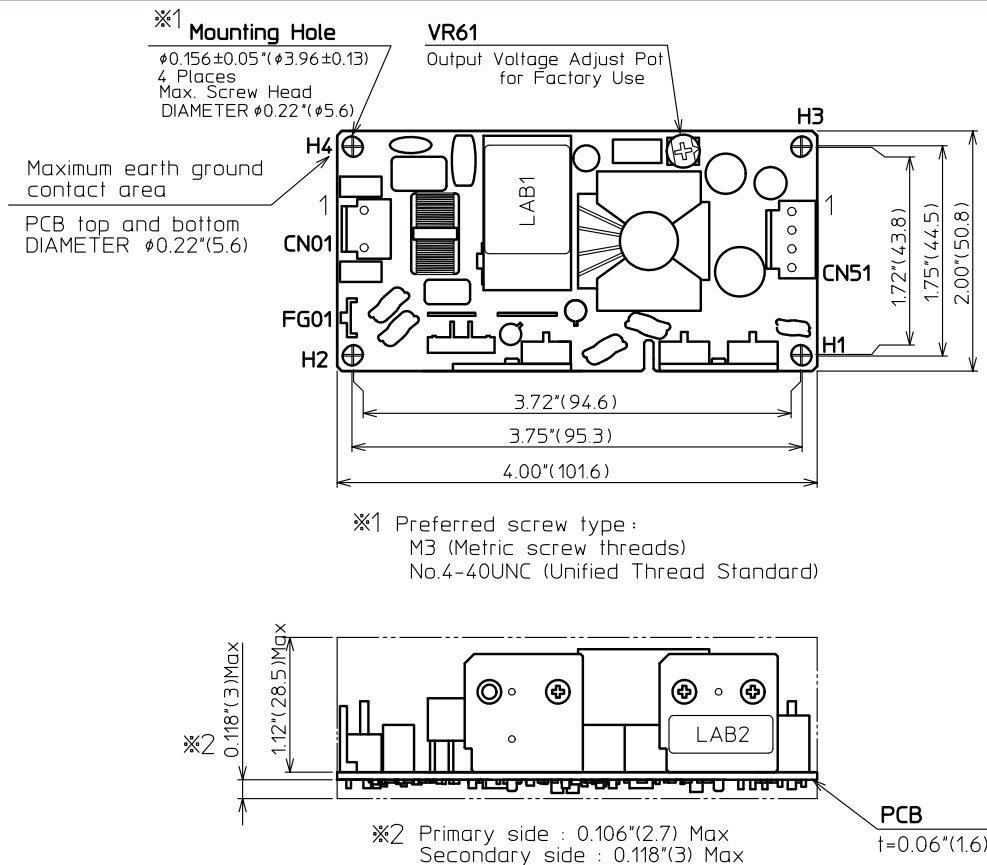 ※1 Mounting Hole
φ0.156±0.05"(φ3.96±0.13)
4 Places
Max. Screw Head
DIAMETER φ0.22"(φ5.6)
VR61
Output Voltage Adjust Pot
for Factory Use
H3
H4
Maximum earth ground
contact area
PCB top and bottom
DIAMETER φ0.22"(5.6)
1
CN01
LAB1
1
CN51
FG01
H2
H1
1.72"(43.8)
1.75"(44.5)
2.00"(50.8)
3.72"(94.6)
3.75"(95.3)
4.00"(101.6)
※1 Preferred screw type :
M3 (Metric screw threads)
No.4-40UNC (Unified Thread Standard)
※2 0.118"(3)Max
1.12"(28.5)Max
LAB2
PCB
t=0.06"(1.6)
※2 Primary side : 0.106"(2.7) Max
Secondary side : 0.118"(3) Max